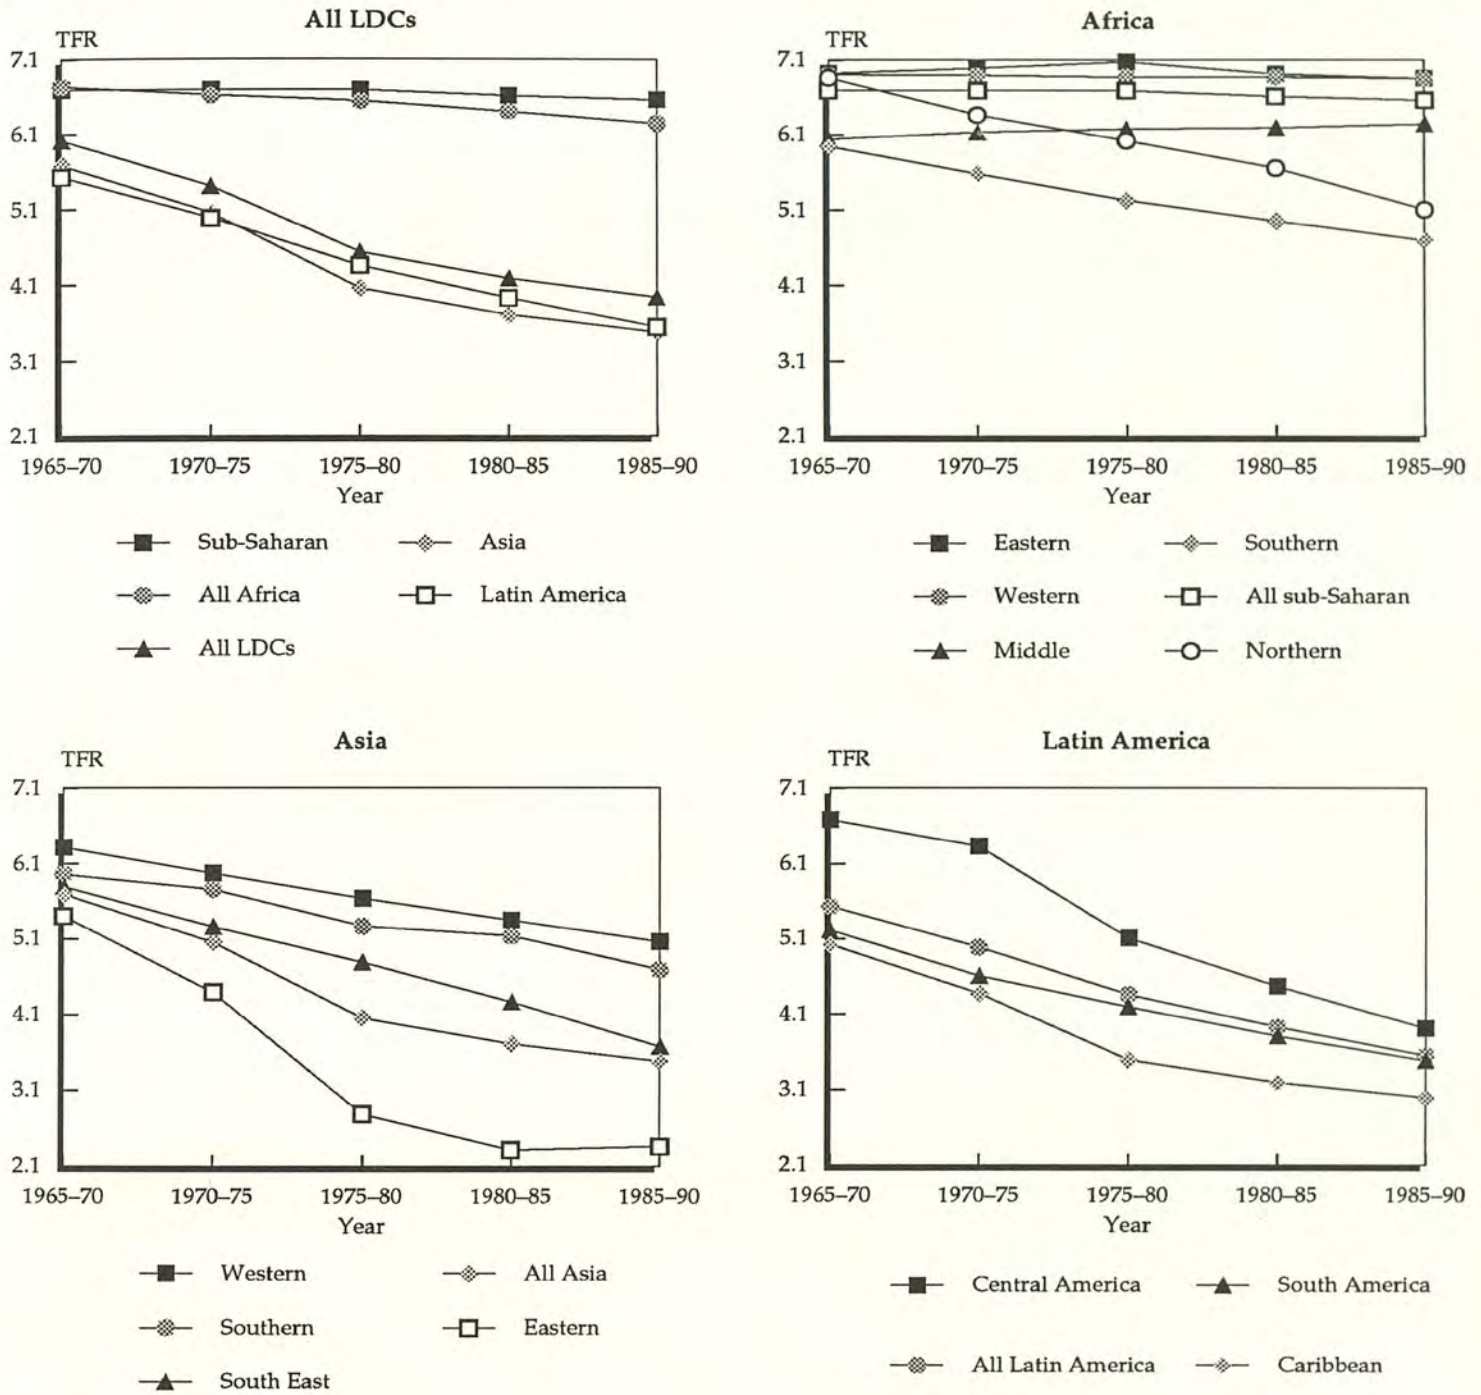 All LDCs
TFR
7.1
6.1
5.1
4.1
3.1
2.1
1965–70 1970–75 1975–80 1980–85 1985–90
Year
Sub-Saharan Asia
All Africa Latin America
All LDCs
Africa
TFR
7.1
6.1
5.1
4.1
3.1
2.1
1965–70 1970–75 1975–80 1980–85 1985–90
Year
Eastern Southern
Western All sub-Saharan
Middle Northern
Asia
TFR
7.1
6.1
5.1
4.1
3.1
2.1
1965–70 1970–75 1975–80 1980–85 1985–90
Year
Western All Asia
Southern Eastern
South East
Latin America
TFR
7.1
6.1
5.1
4.1
3.1
2.1
1965–70 1970–75 1975–80 1980–85 1985–90
Year
Central America South America
All Latin America Caribbean